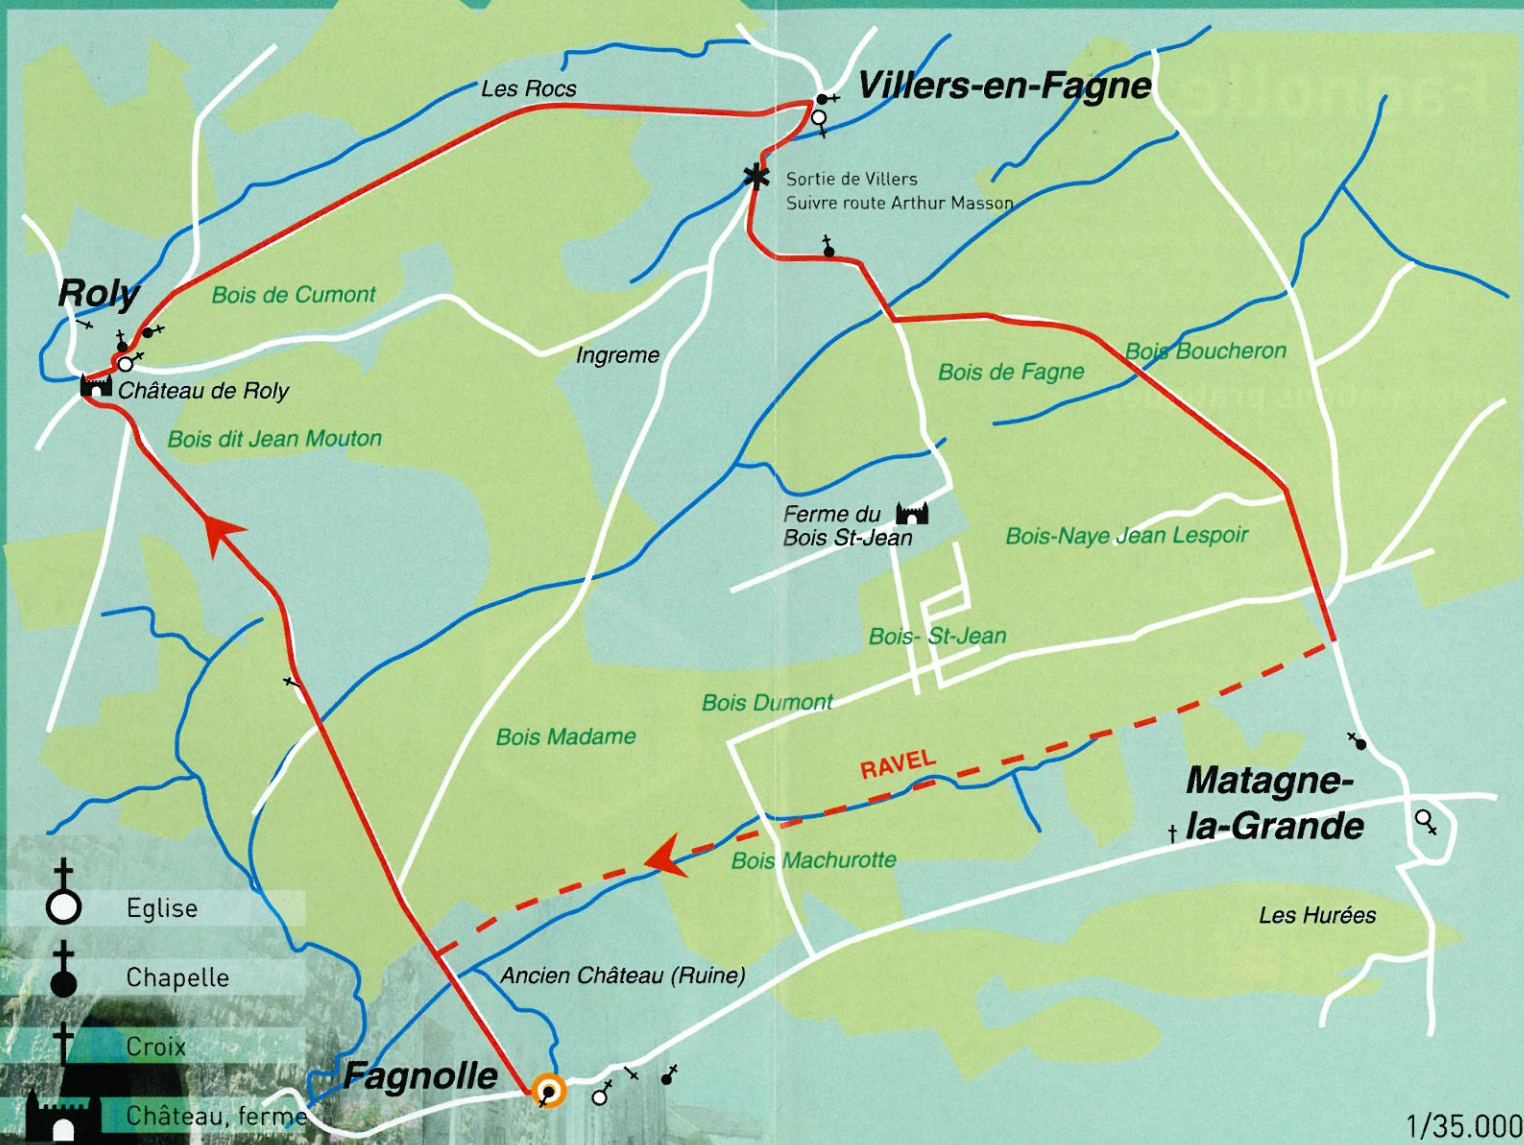 Les Rocs
Villers-en-Fagne
Sortie de Villers
Suivre route Arthur Masson
Roly
Bois de Cumont
Ingreme
Bois de Fagne
Bois Boucheron
Château de Roly
Bois dit Jean Mouton
Ferme du
Bois St-Jean
Bois-Naye Jean Lespoir
Bois- St-Jean
Bois Dumont
Bois Madame
RAVEL
Matagne-
la-Grande
Bois Machurotte
Les Hurées
Ancien Château (Ruine)
Fagnolle
Eglise
Chapelle
Croix
Château, ferme
1/35.000